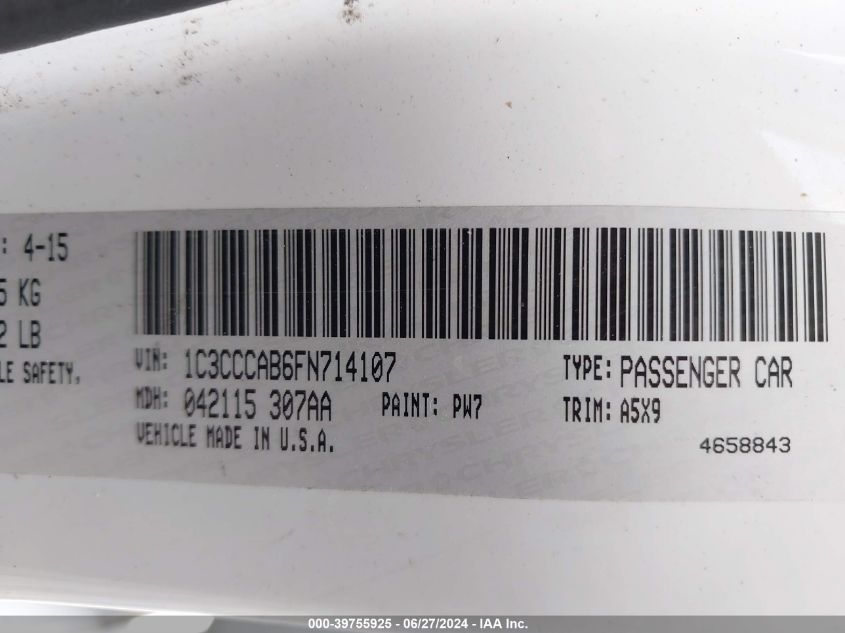 : 4-15
5 KG
2 LB
LE SAFETY,
VIN: 1C3CCCAB6FN714107
TYPE: PASSENGER CAR
MDH: 042115 307AA PAINT: PW7 TRIM: A5X9
VEHICLE MADE IN U.S.A.
4658843
000-39755925 - 06/27/2024 - IAA Inc.